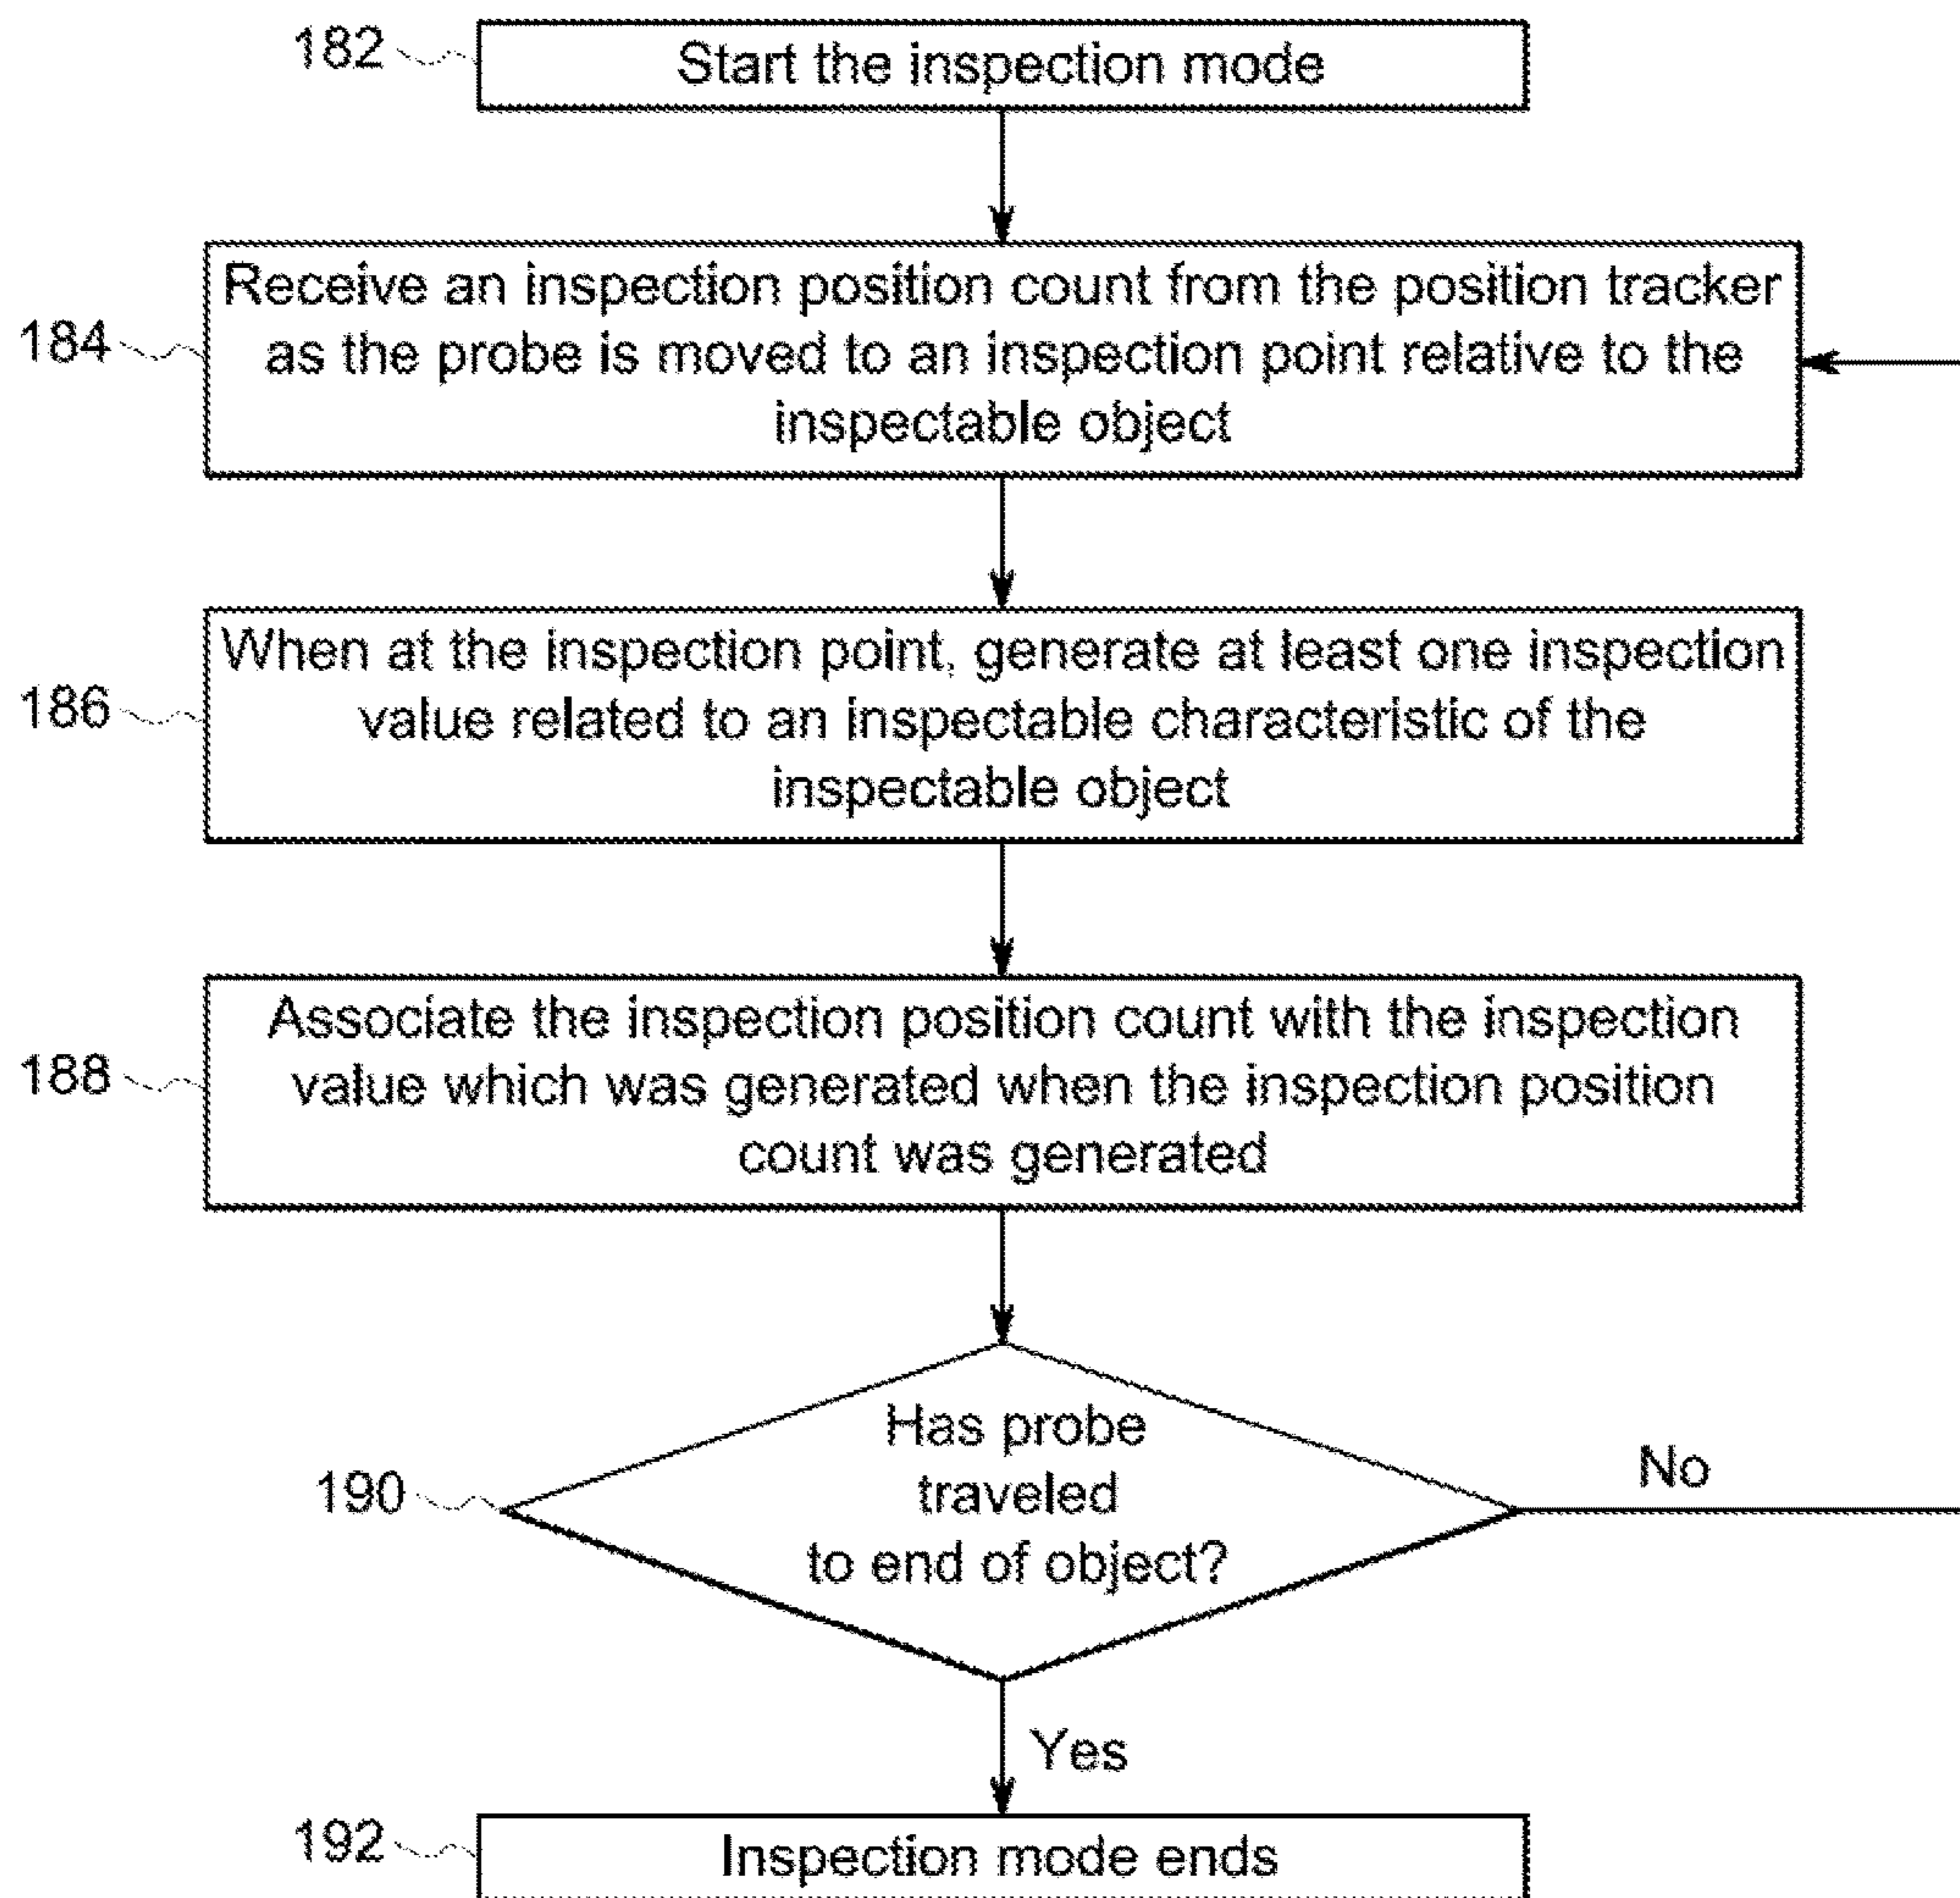 182
Start the inspection mode
184
Receive an inspection position count from the position tracker
as the probe is moved to an inspection point relative to the
inspectable object
186
When at the inspection point, generate at least one inspection
value related to an inspectable characteristic of the
inspectable object
188
Associate the inspection position count with the inspection
value which was generated when the inspection position
count was generated
190
Has probe
traveled
to end of object?
No
Yes
192
Inspection mode ends